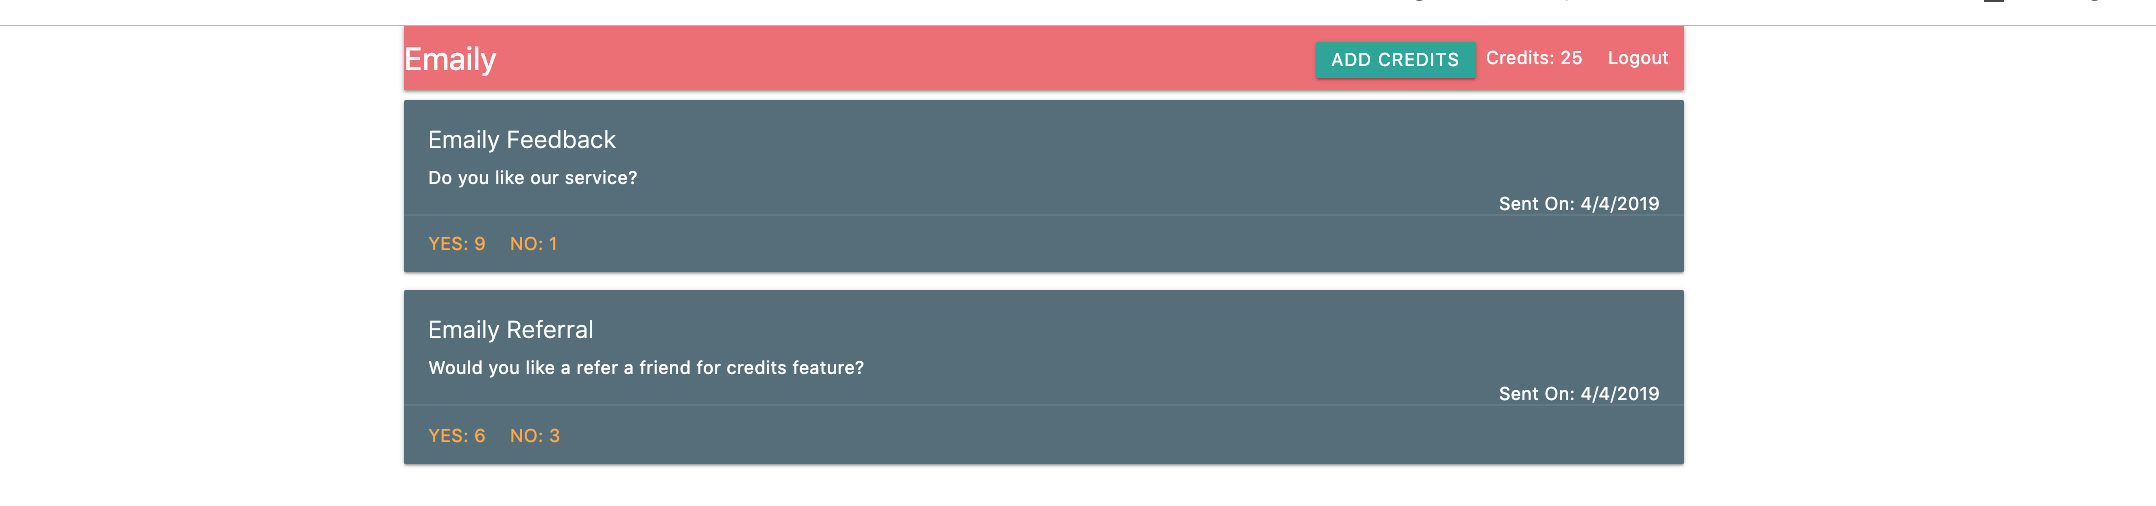 Emaily ADD CREDITS Credits: 25 Logout
Emaily Feedback
Do you like our service?
Sent On: 4/4/2019
YES: 9 NO: 1
Emaily Referral
Would you like a refer a friend for credits feature?
Sent On: 4/4/2019
YES: 6 NO: 3